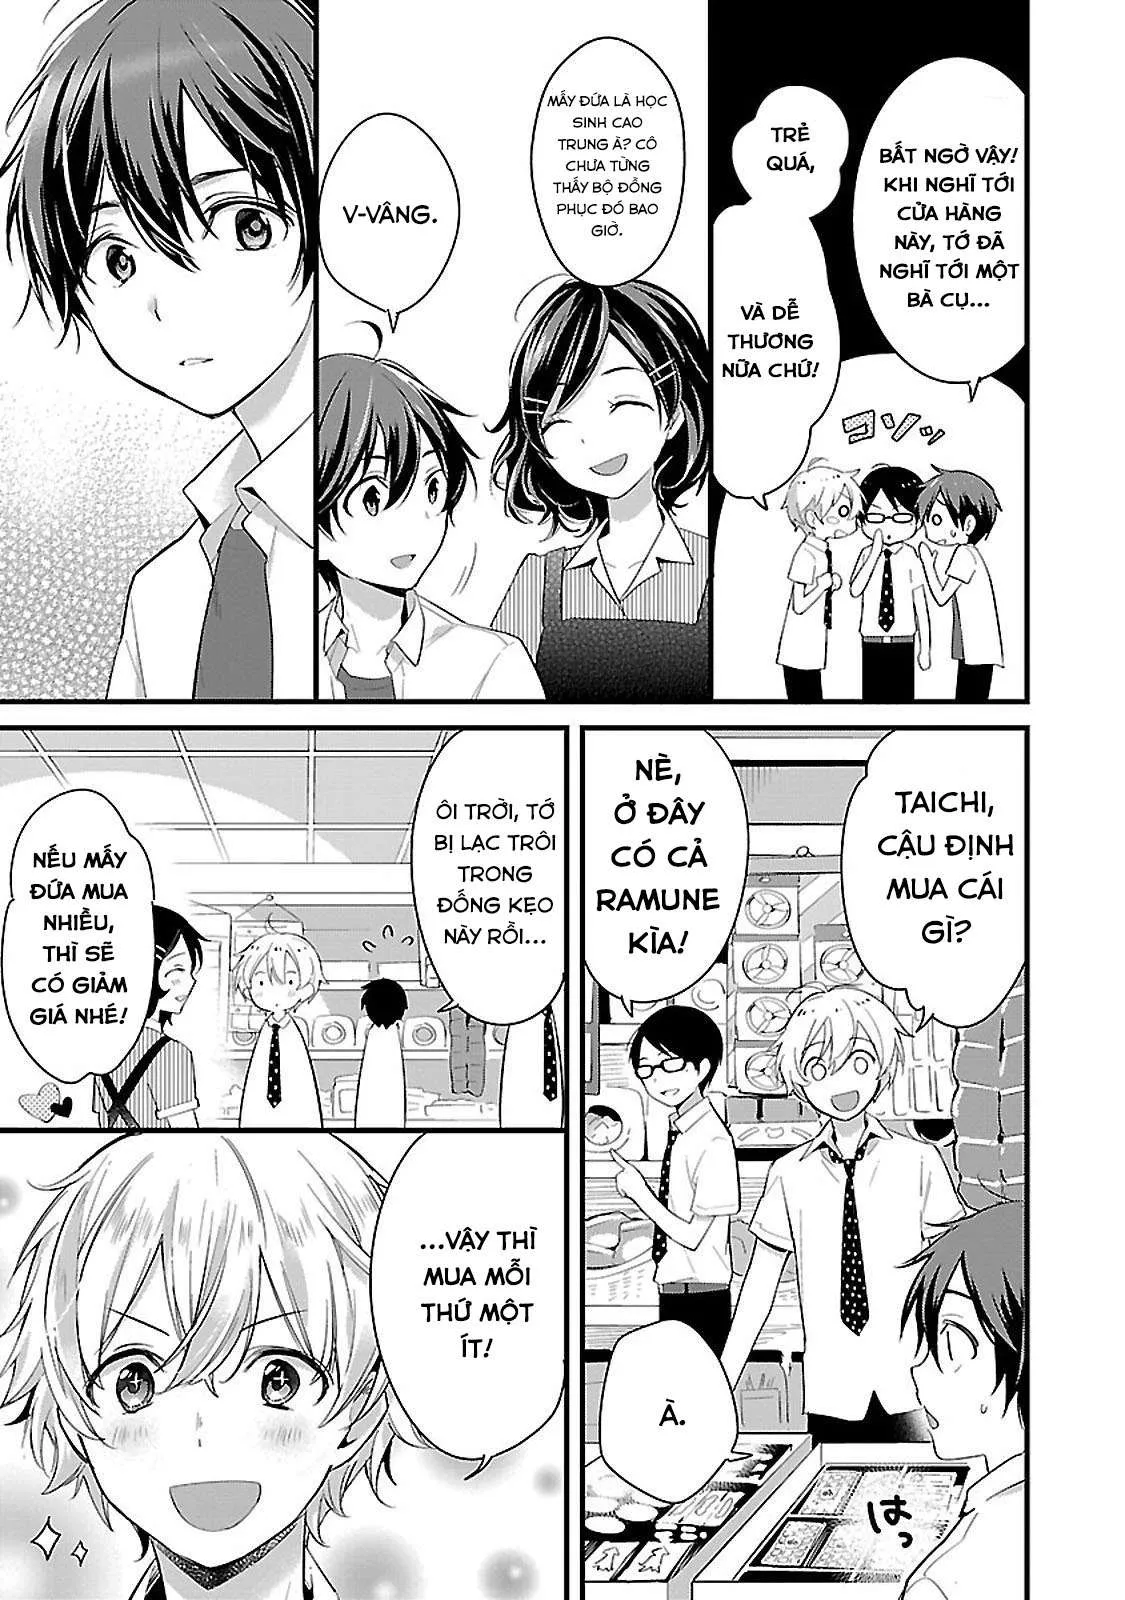 BẤT NGỜ VẬY!
KHI NGHĨ TỚI
CỬA HÀNG
NÀY, TỚ ĐÃ
NGHĨ TỚI MỘT
BÀ CỤ...
TRẺ
QUÁ,
VÀ DỄ
THƯƠNG
NỮA CHỨ!
コソッ
MẤY ĐỨA LÀ HỌC
SINH CAO
TRUNG À? CÔ
CHƯA TỪNG
THẤY BỘ ĐỒNG
PHỤC ĐÓ BAO
GIỜ.
V-VÂNG.
TAICHI,
CẬU ĐỊNH
MUA CÁI
GÌ?
NÈ,
Ở ĐÂY
CÓ CẢ
RAMUNE
KÌA!
À.
はっ
ÔI TRỜI, TỚ
BỊ LẠC TRÔI
TRONG
ĐỐNG KẸO
NÀY RỒI...
NẾU MẤY
ĐỨA MUA
NHIỀU,
THÌ SẼ
CÓ GIẢM
GIÁ NHÉ!
...VẬY THÌ
MUA MỖI
THỨ MỘT
ÍT!